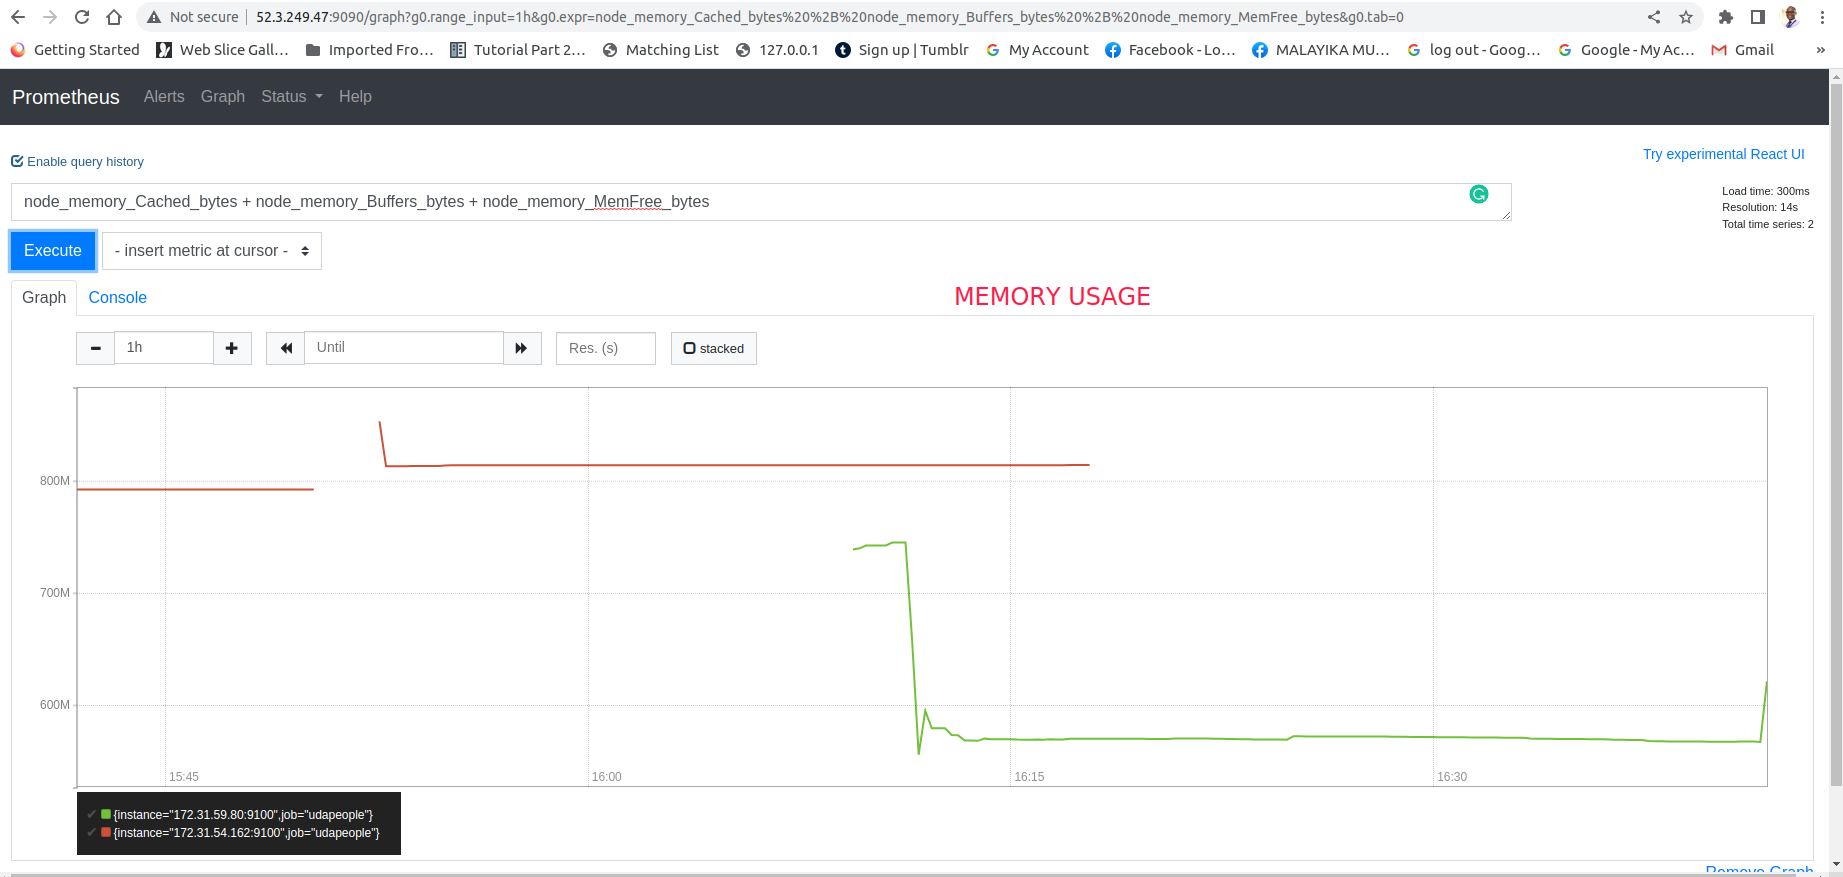 Not secure 52.3.249.47:9090/graph?g0.range_input=1h&g0.expr=node_memory_Cached_bytes%20%2B%20node_memory_Buffers_bytes%20%2B%20node_memory_MemFree_bytes&g0.tab=0
Getting Started Web Slice Gall... Imported Fro... Tutorial Part 2... Matching List 127.0.0.1 Sign up | Tumblr My Account Facebook - Lo... MALAYIKA MU... log out - Goog... Google - My Ac... Gmail »
Prometheus Alerts Graph Status Help
Enable query history
Try experimental React UI
node_memory_Cached_bytes + node_memory_Buffers_bytes + node_memory_MemFree_bytes
Load time: 300ms
Resolution: 14s
Total time series: 2
Execute - insert metric at cursor -
Graph Console
MEMORY USAGE
1h Until Res. (s) stacked
800M
700M
600M
15:45 16:00 16:15 16:30
{instance="172.31.59.80:9100",job="udapeople"}
{instance="172.31.54.162:9100",job="udapeople"}
Remove Graph